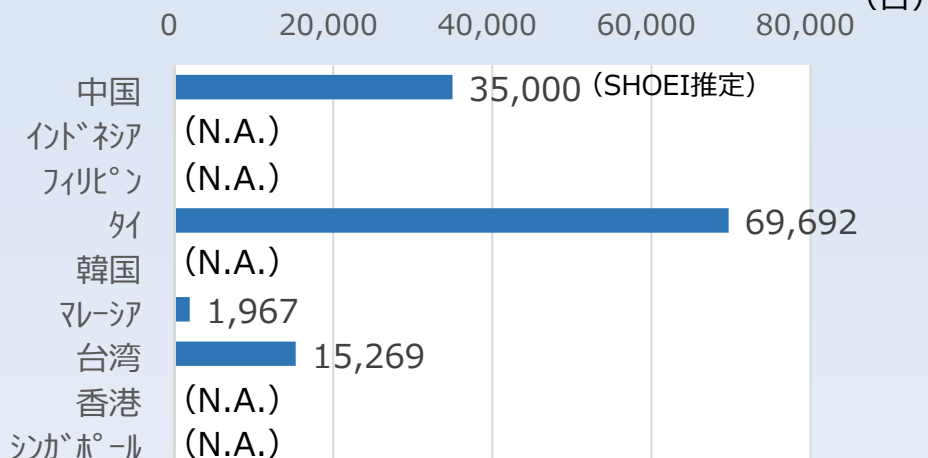 (台)
0 20,000 40,000 60,000 80,000
中国 35,000 (SHOEI推定)
ｲﾝﾄﾞﾈｼｱ (N.A.)
ﾌｨﾘﾋﾟﾝ (N.A.)
ﾀｲ 69,692
韓国 (N.A.)
ﾏﾚｰｼｱ 1,967
台湾 15,269
香港 (N.A.)
ｼﾝｶﾞﾎﾟｰﾙ (N.A.)